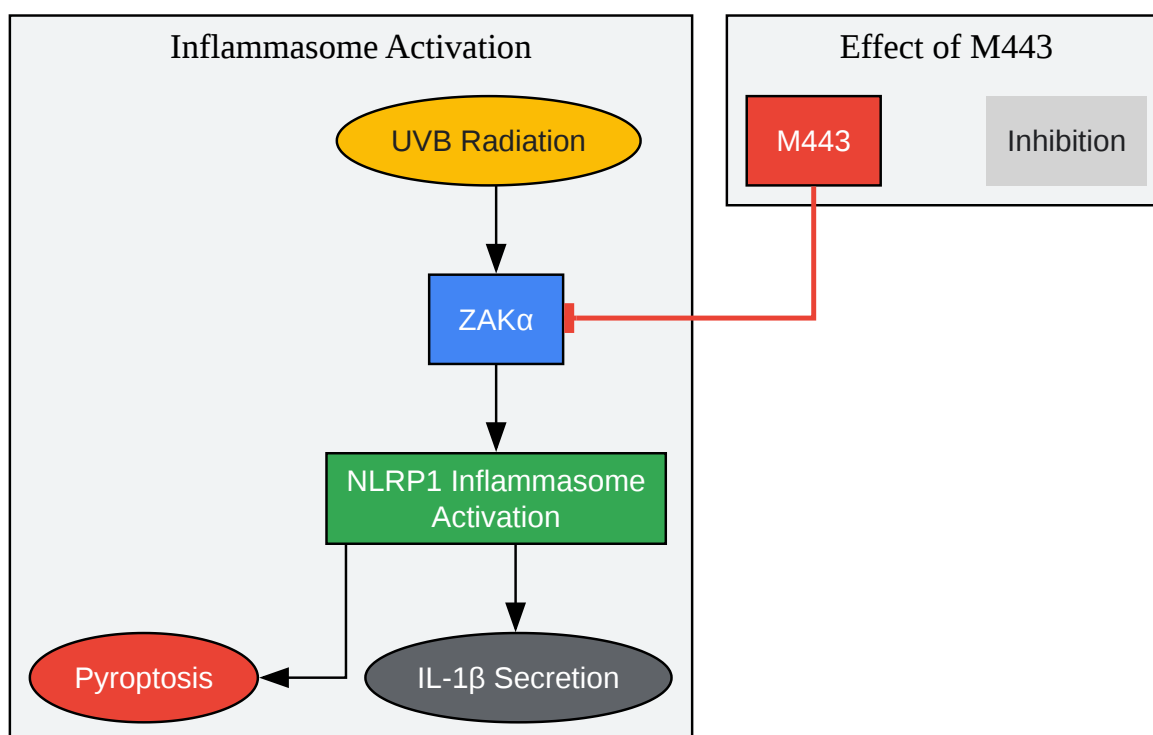 Inflammasome Activation
UVB Radiation
ZAKα
NLRP1 Inflammasome
Activation
Pyroptosis
IL-1β Secretion
Effect of M443
M443
Inhibition